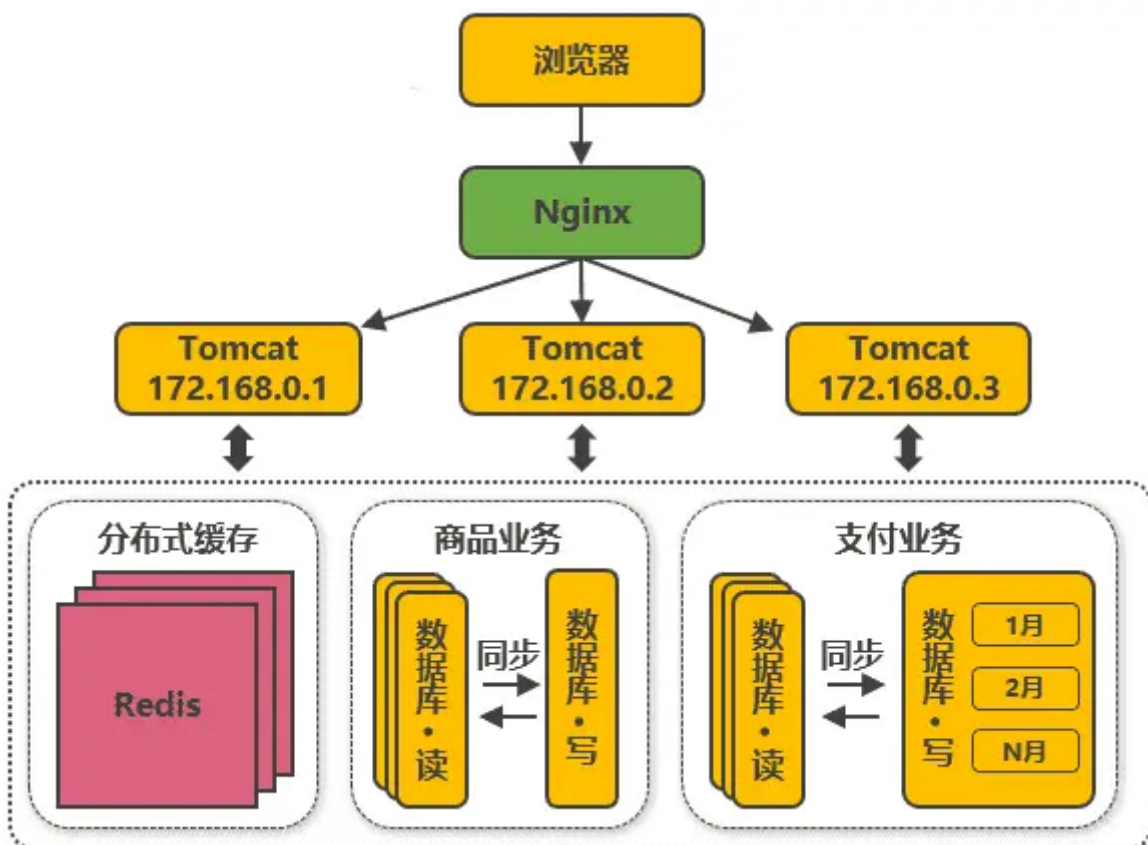 浏览器
Nginx
Tomcat
172.168.0.1
Tomcat
172.168.0.2
Tomcat
172.168.0.3
分布式缓存
Redis
商品业务
数据库·读
同步
数据库·写
支付业务
数据库·读
同步
数据库·写
1月
2月
N月